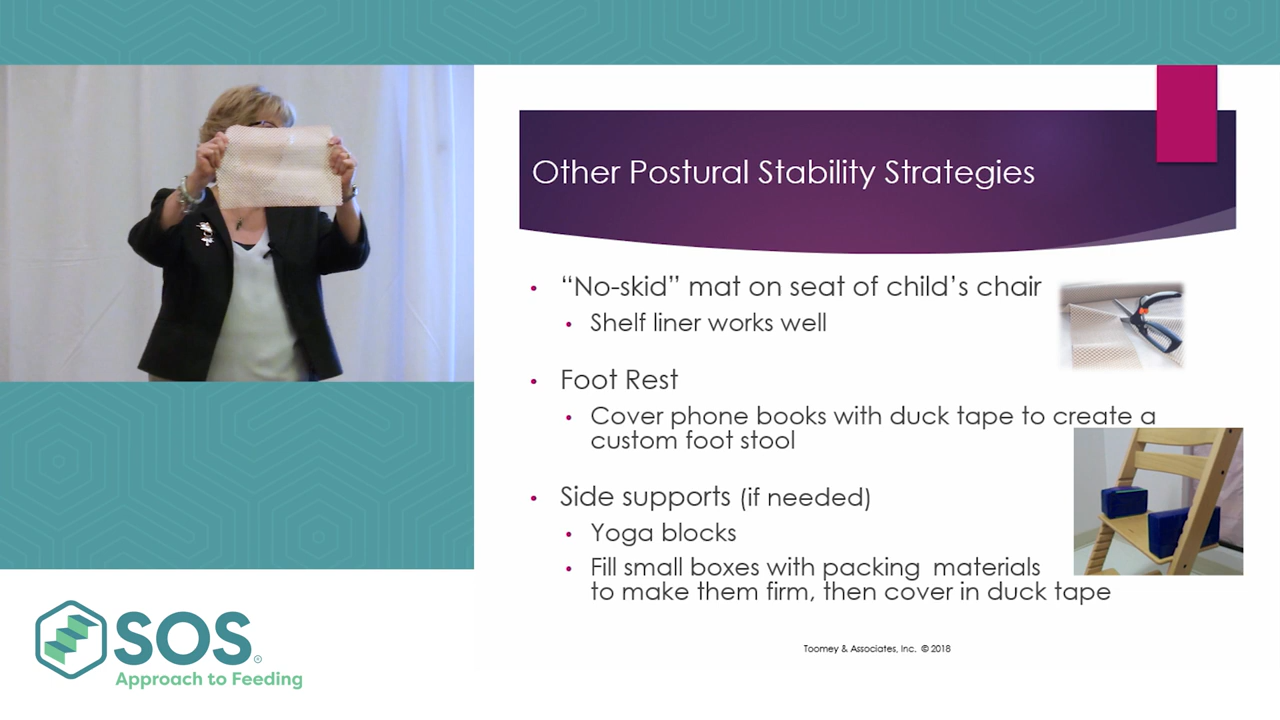 Other Postural Stability Strategies
• “No-skid” mat on seat of child’s chair
• Shelf liner works well
• Foot Rest
• Cover phone books with duck tape to create a
custom foot stool
• Side supports (if needed)
• Yoga blocks
• Fill small boxes with packing materials
to make them firm, then cover in duck tape
Toomey & Associates, Inc. © 2018
SOS®
Approach to Feeding